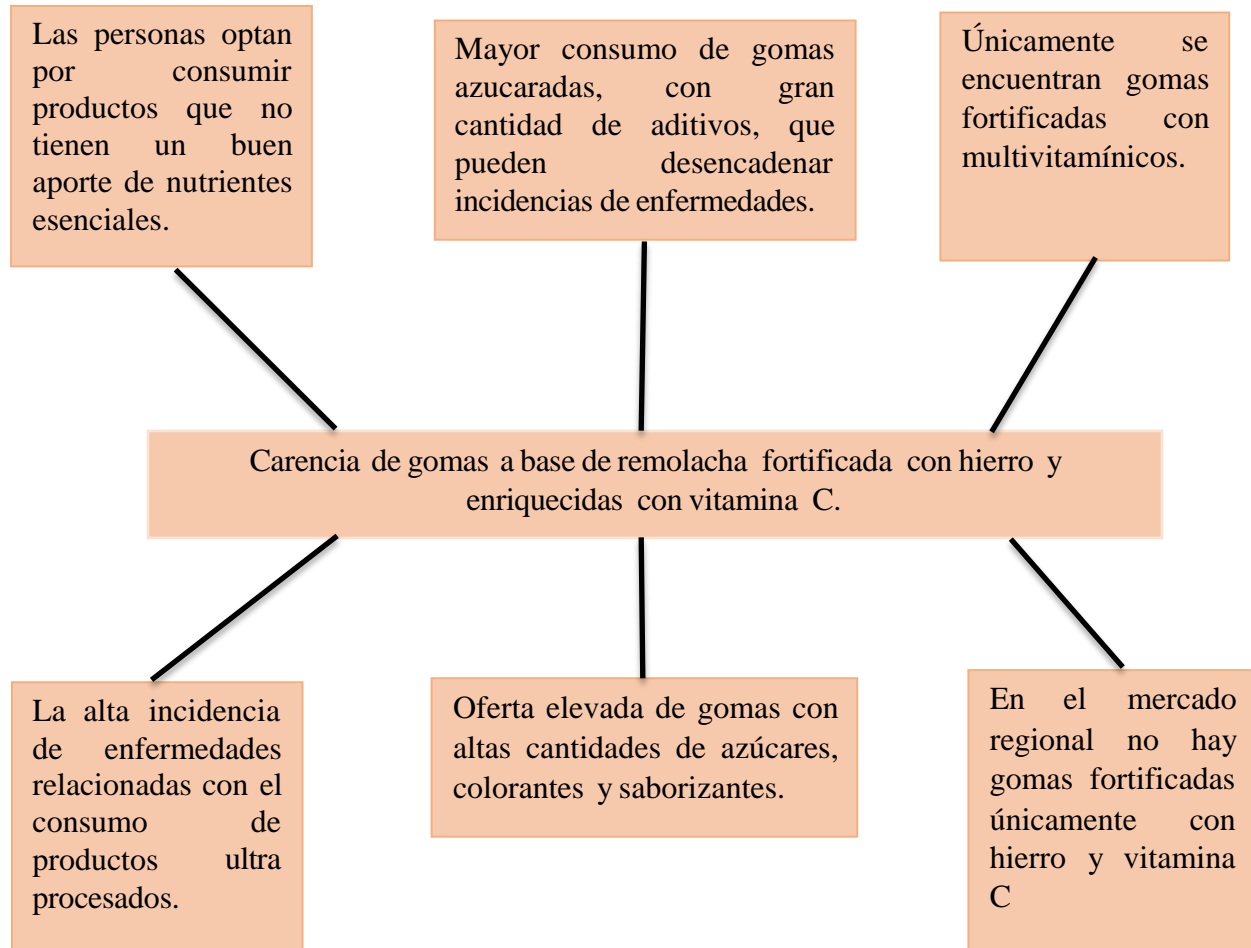 Las personas optan
por consumir
productos que no
tienen un buen
aporte de nutrientes
esenciales.
Mayor consumo de gomas
azucaradas, con gran
cantidad de aditivos, que
pueden desencadenar
incidencias de enfermedades.
Únicamente se
encuentran gomas
fortificadas con
multivitamínicos.
Carencia de gomas a base de remolacha fortificada con hierro y
enriquecidas con vitamina C.
La alta incidencia
de enfermedades
relacionadas con el
consumo de
productos ultra
procesados.
Oferta elevada de gomas con
altas cantidades de azúcares,
colorantes y saborizantes.
En el mercado
regional no hay
gomas fortificadas
únicamente con
hierro y vitamina
C